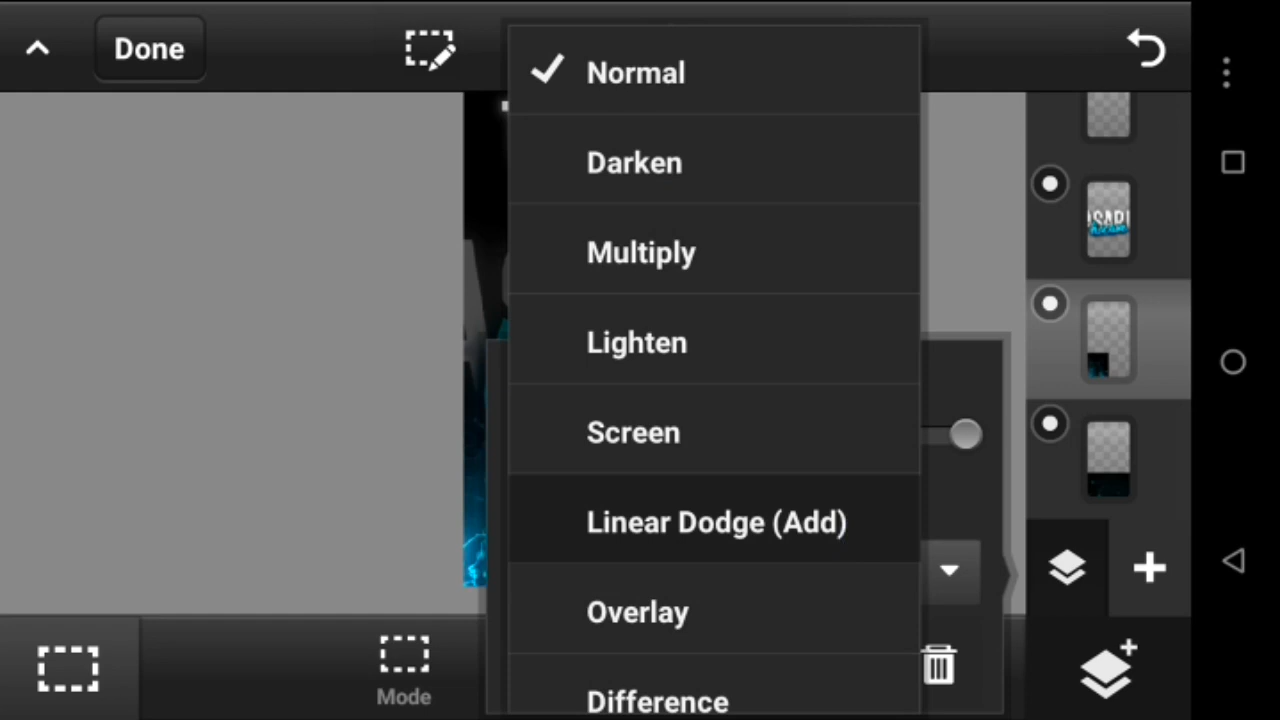 Done
Normal
Darken
Multiply
Lighten
Screen
Linear Dodge (Add)
Overlay
Difference
Mode